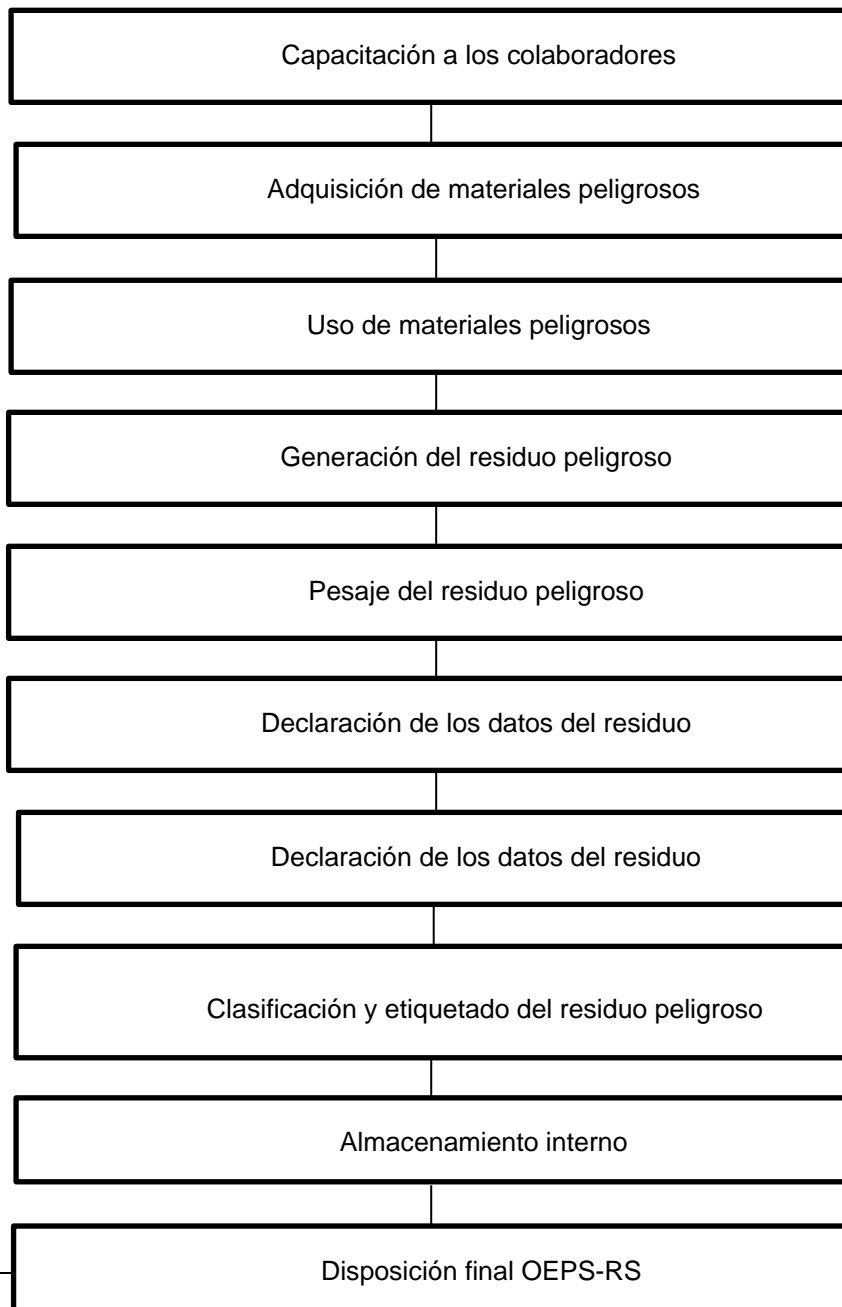 Capacitación a los colaboradores
Adquisición de materiales peligrosos
Uso de materiales peligrosos
Generación del residuo peligroso
Pesaje del residuo peligroso
Declaración de los datos del residuo
Declaración de los datos del residuo
Clasificación y etiquetado del residuo peligroso
Almacenamiento interno
Disposición final OEPS-RS